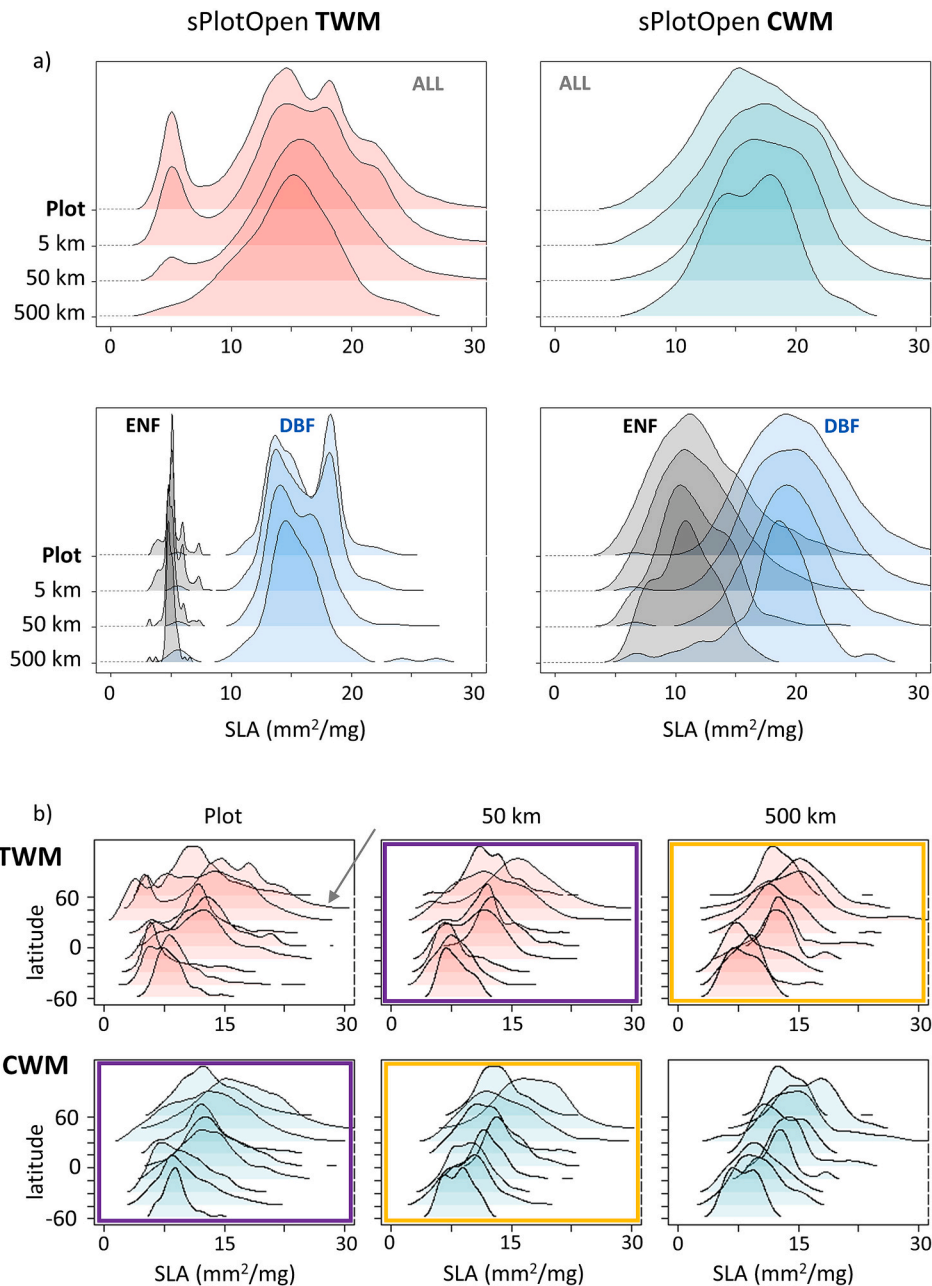 sPlotOpen TWM sPlotOpen CWM
a)
ALL ALL
Plot
5 km
50 km
500 km
0 10 20 30 0 10 20 30
ENF DBF ENF DBF
Plot
5 km
50 km
500 km
0 10 20 30 0 10 20 30
SLA (mm²/mg) SLA (mm²/mg)
b)
Plot 50 km 500 km
TWM
60
0
-60
latitude
0 15 30 0 15 30 0 15 30
CWM
60
0
-60
latitude
0 15 30 0 15 30 0 15 30
SLA (mm²/mg) SLA (mm²/mg) SLA (mm²/mg)